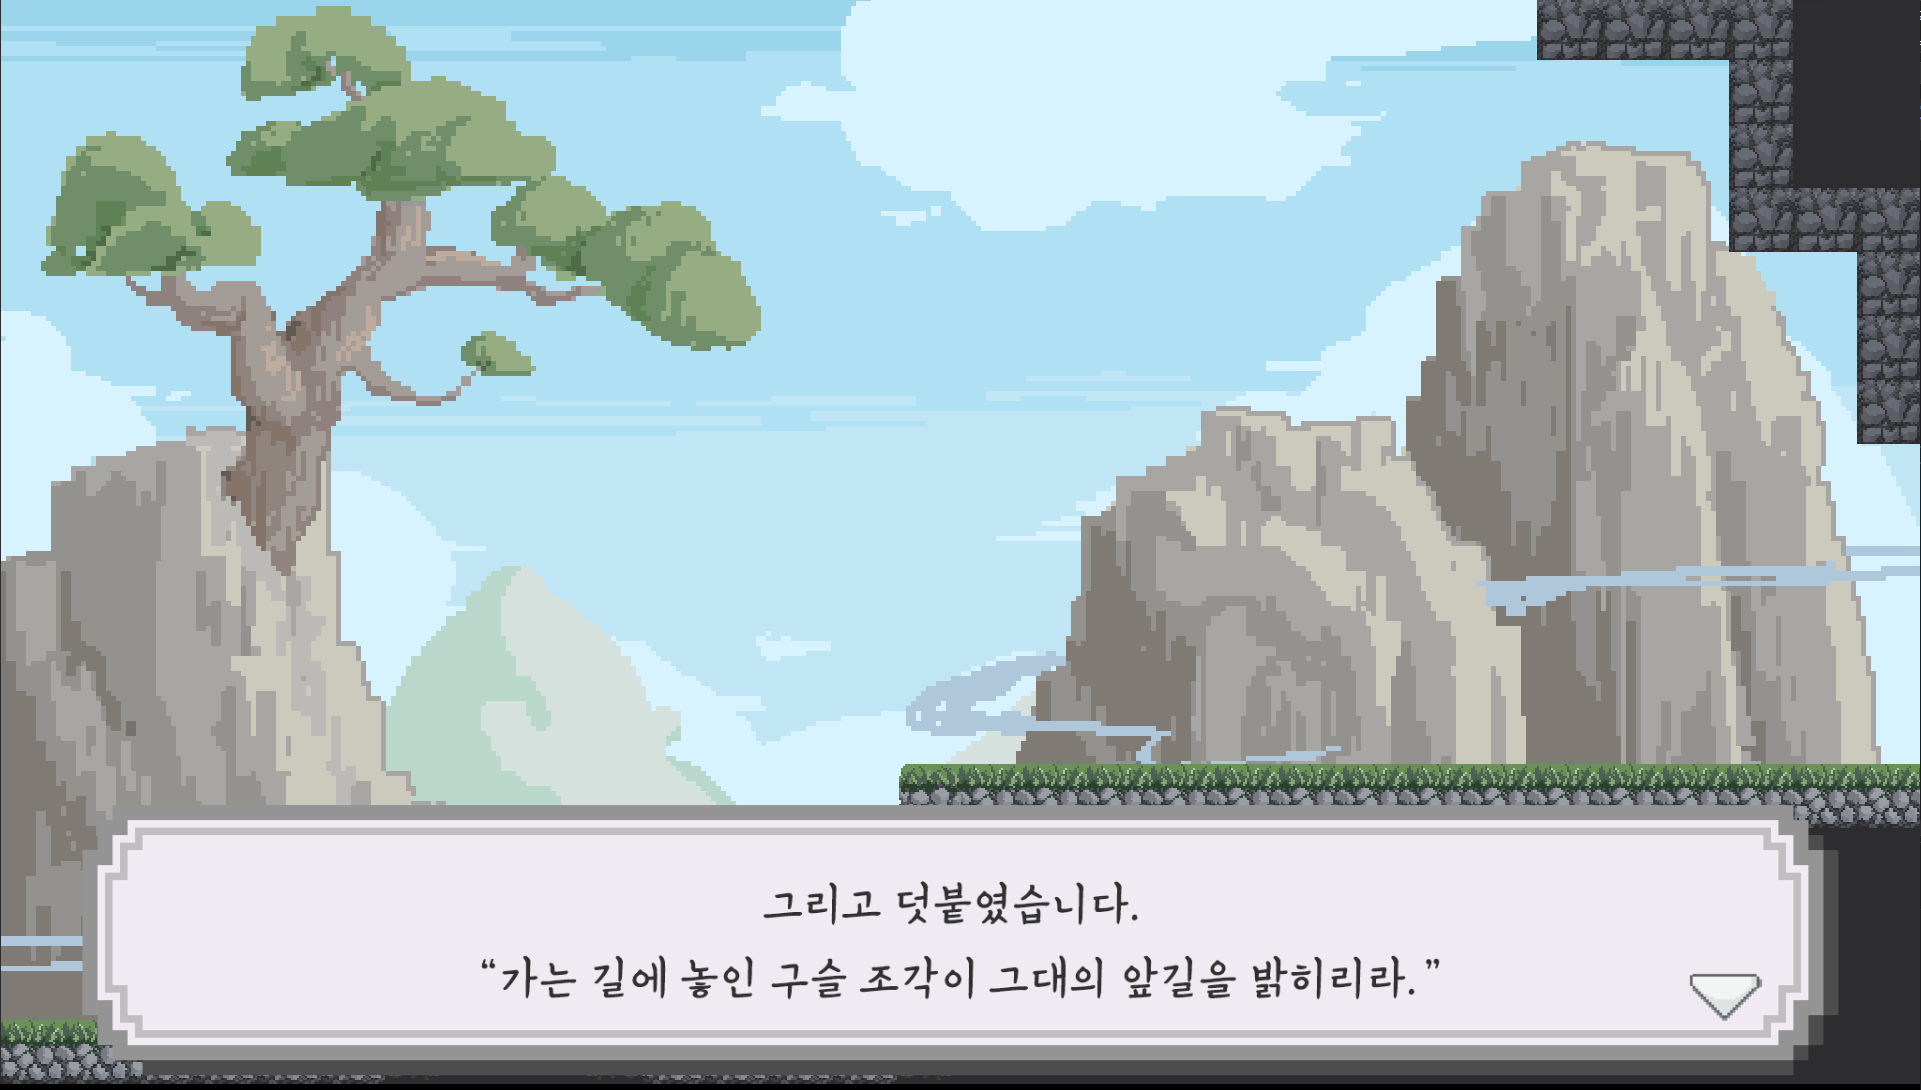 그리고 덧붙였습니다.
“가는 길에 놓인 구슬 조각이 그대의 앞길을 밝히리라.”